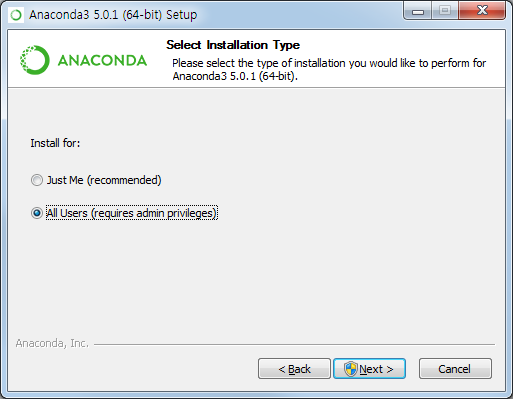 Anaconda3 5.0.1 (64-bit) Setup
ANACONDA
Select Installation Type
Please select the type of installation you would like to perform for
Anaconda3 5.0.1 (64-bit).
Install for:
Just Me (recommended)
All Users (requires admin privileges)
Anaconda, Inc.
< Back
Next >
Cancel